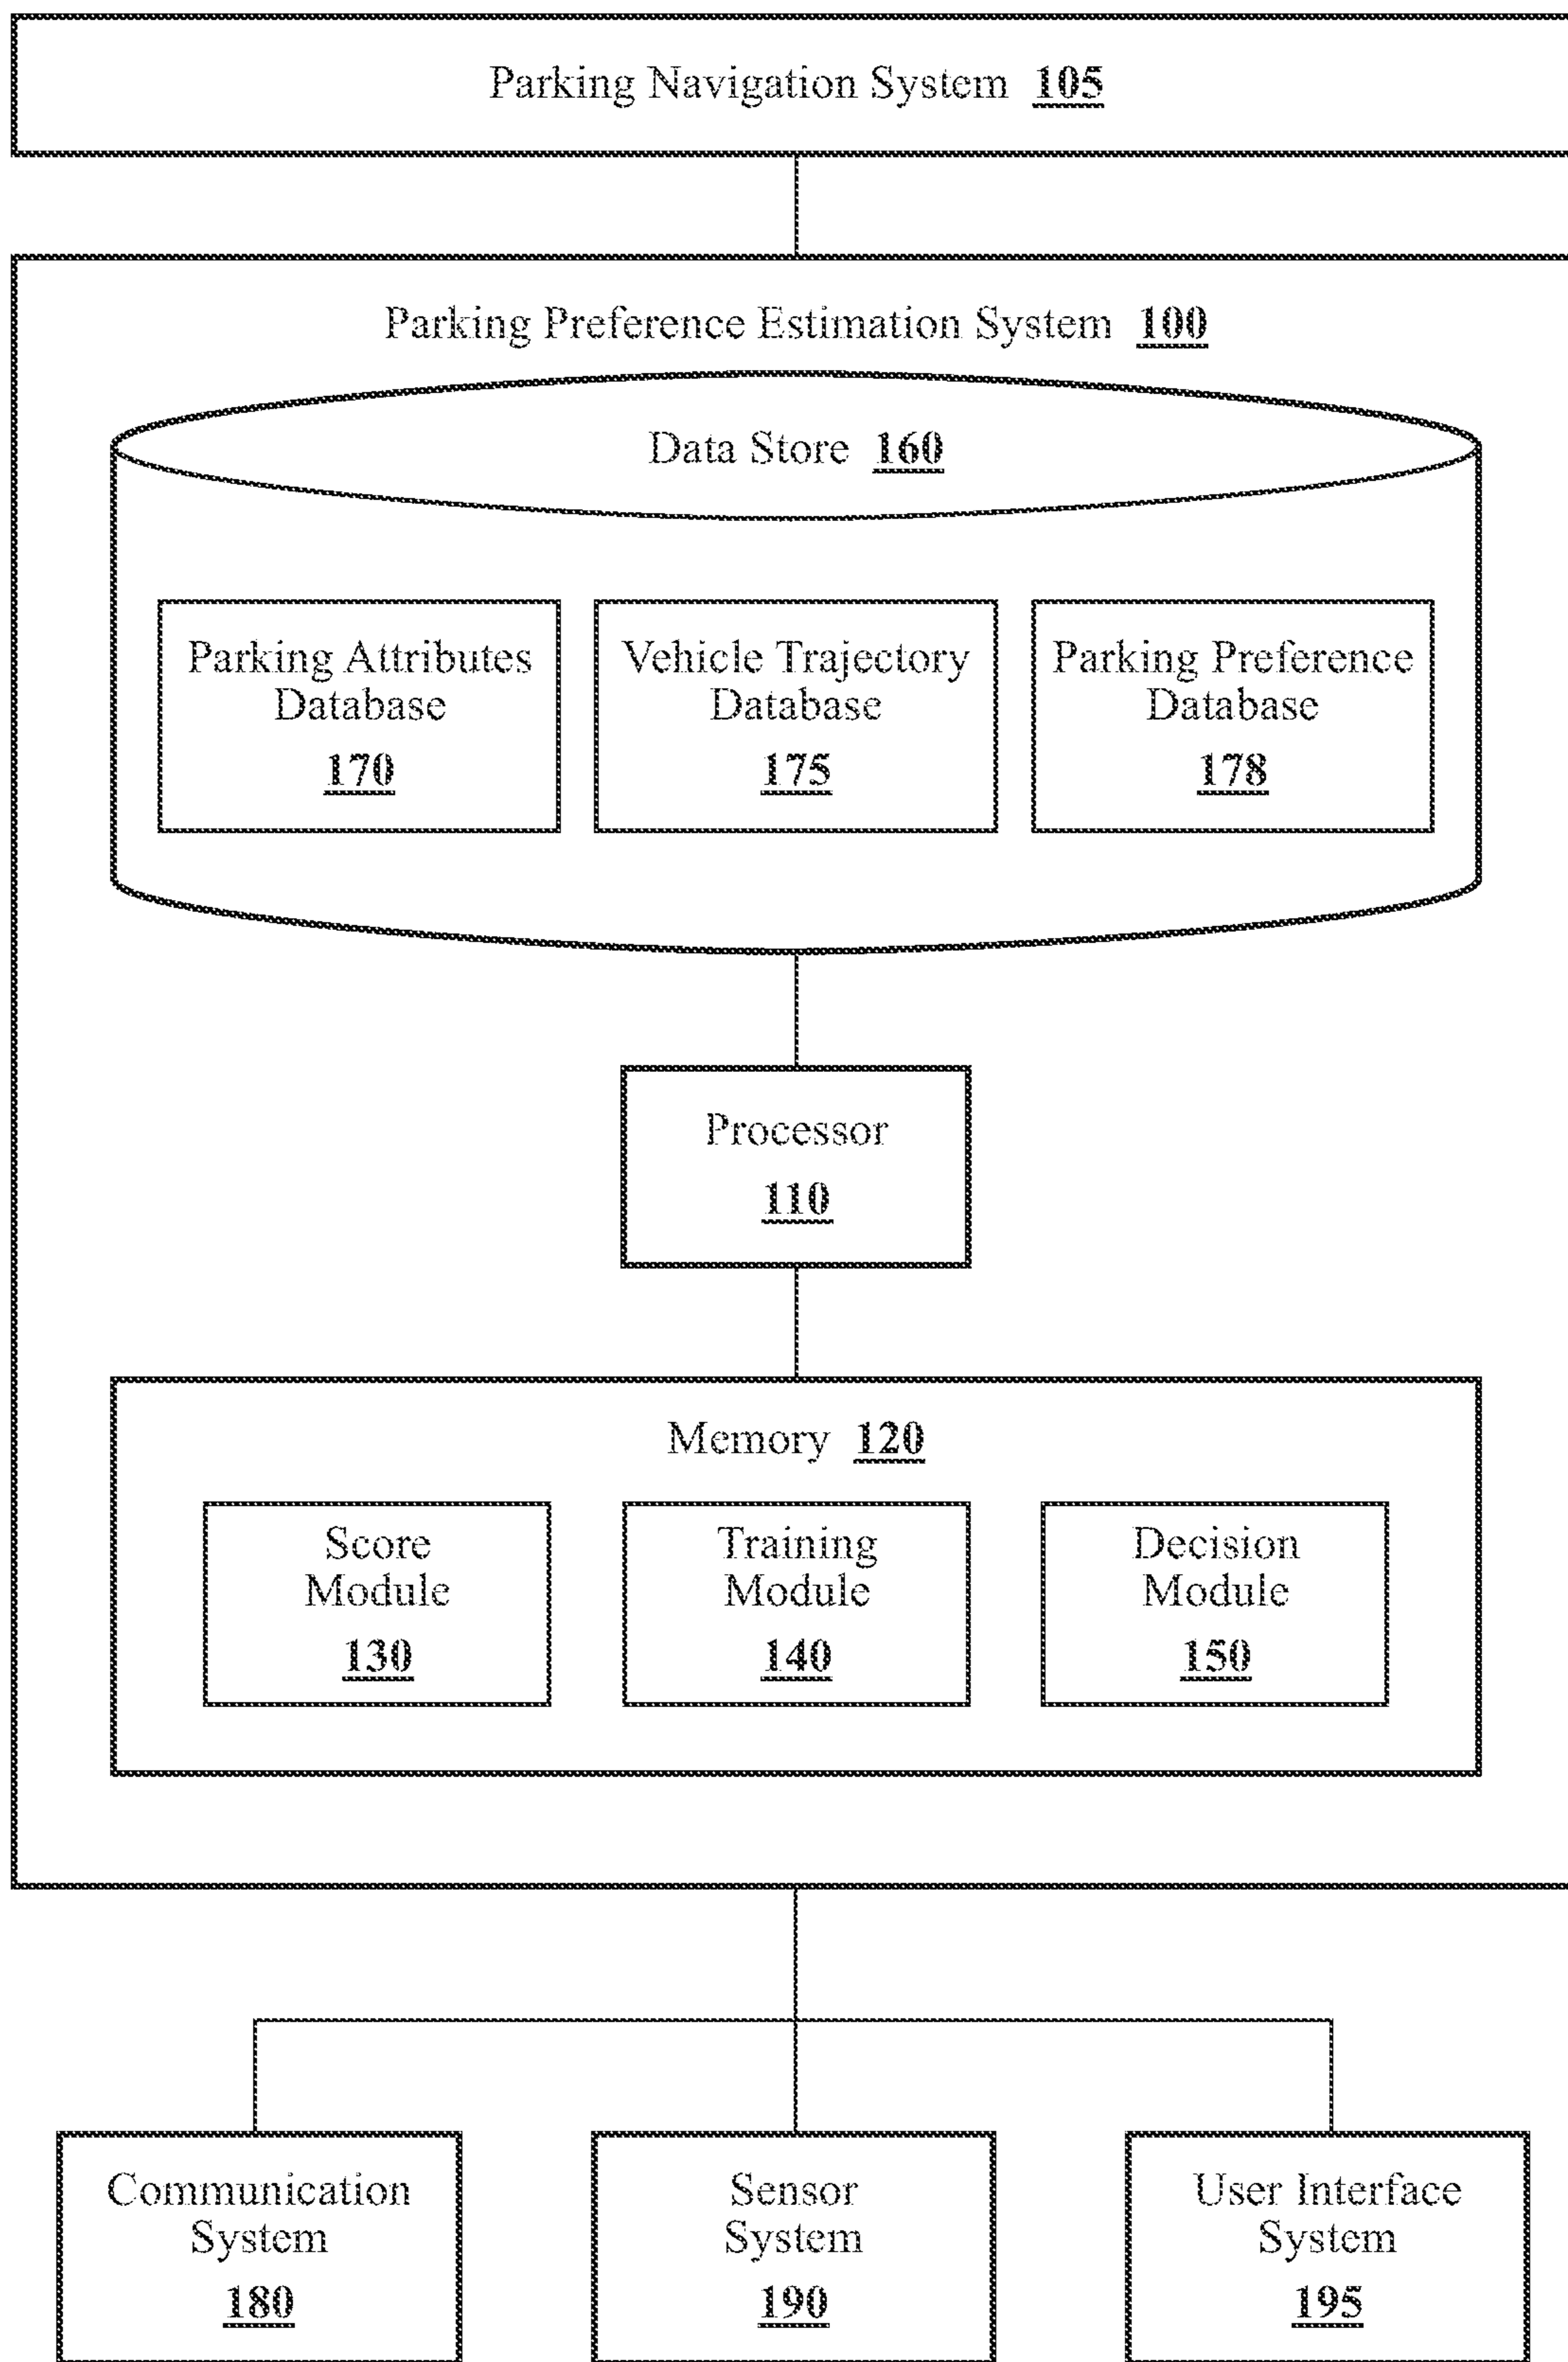 Parking Navigation System 105
Parking Preference Estimation System 100
Data Store 160
Parking Attributes
Database
170
Vehicle Trajectory
Database
175
Parking Preference
Database
178
Processor
110
Memory 120
Score
Module
130
Training
Module
140
Decision
Module
150
Communication
System
180
Sensor
System
190
User Interface
System
195